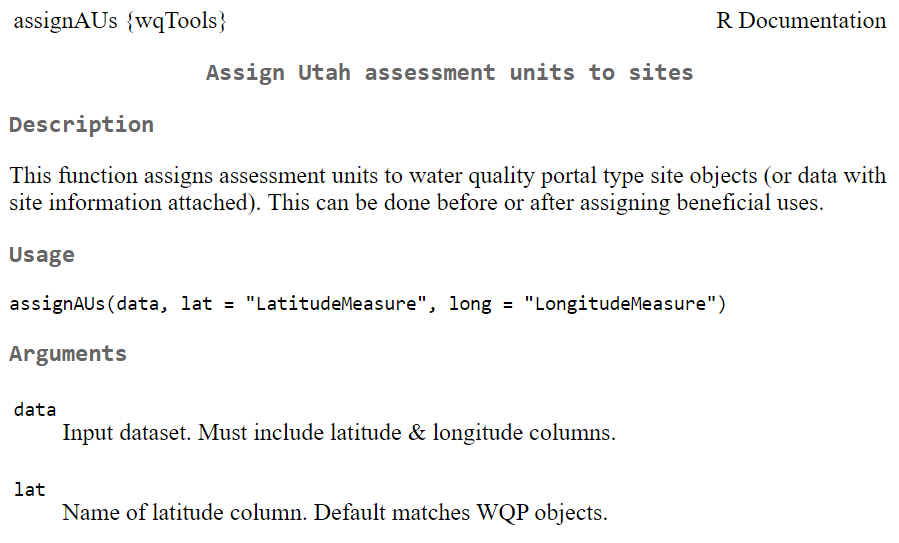 assignAUs {wqTools} R Documentation
Assign Utah assessment units to sites
Description
This function assigns assessment units to water quality portal type site objects (or data with
site information attached). This can be done before or after assigning beneficial uses.
Usage
assignAUs(data, lat = "LatitudeMeasure", long = "LongitudeMeasure")
Arguments
data
Input dataset. Must include latitude & longitude columns.
lat
Name of latitude column. Default matches WQP objects.